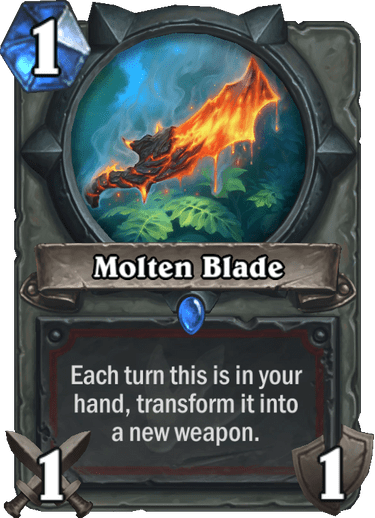 1
Molten Blade
Each turn this is in your
hand, transform it into
a new weapon.
1
1